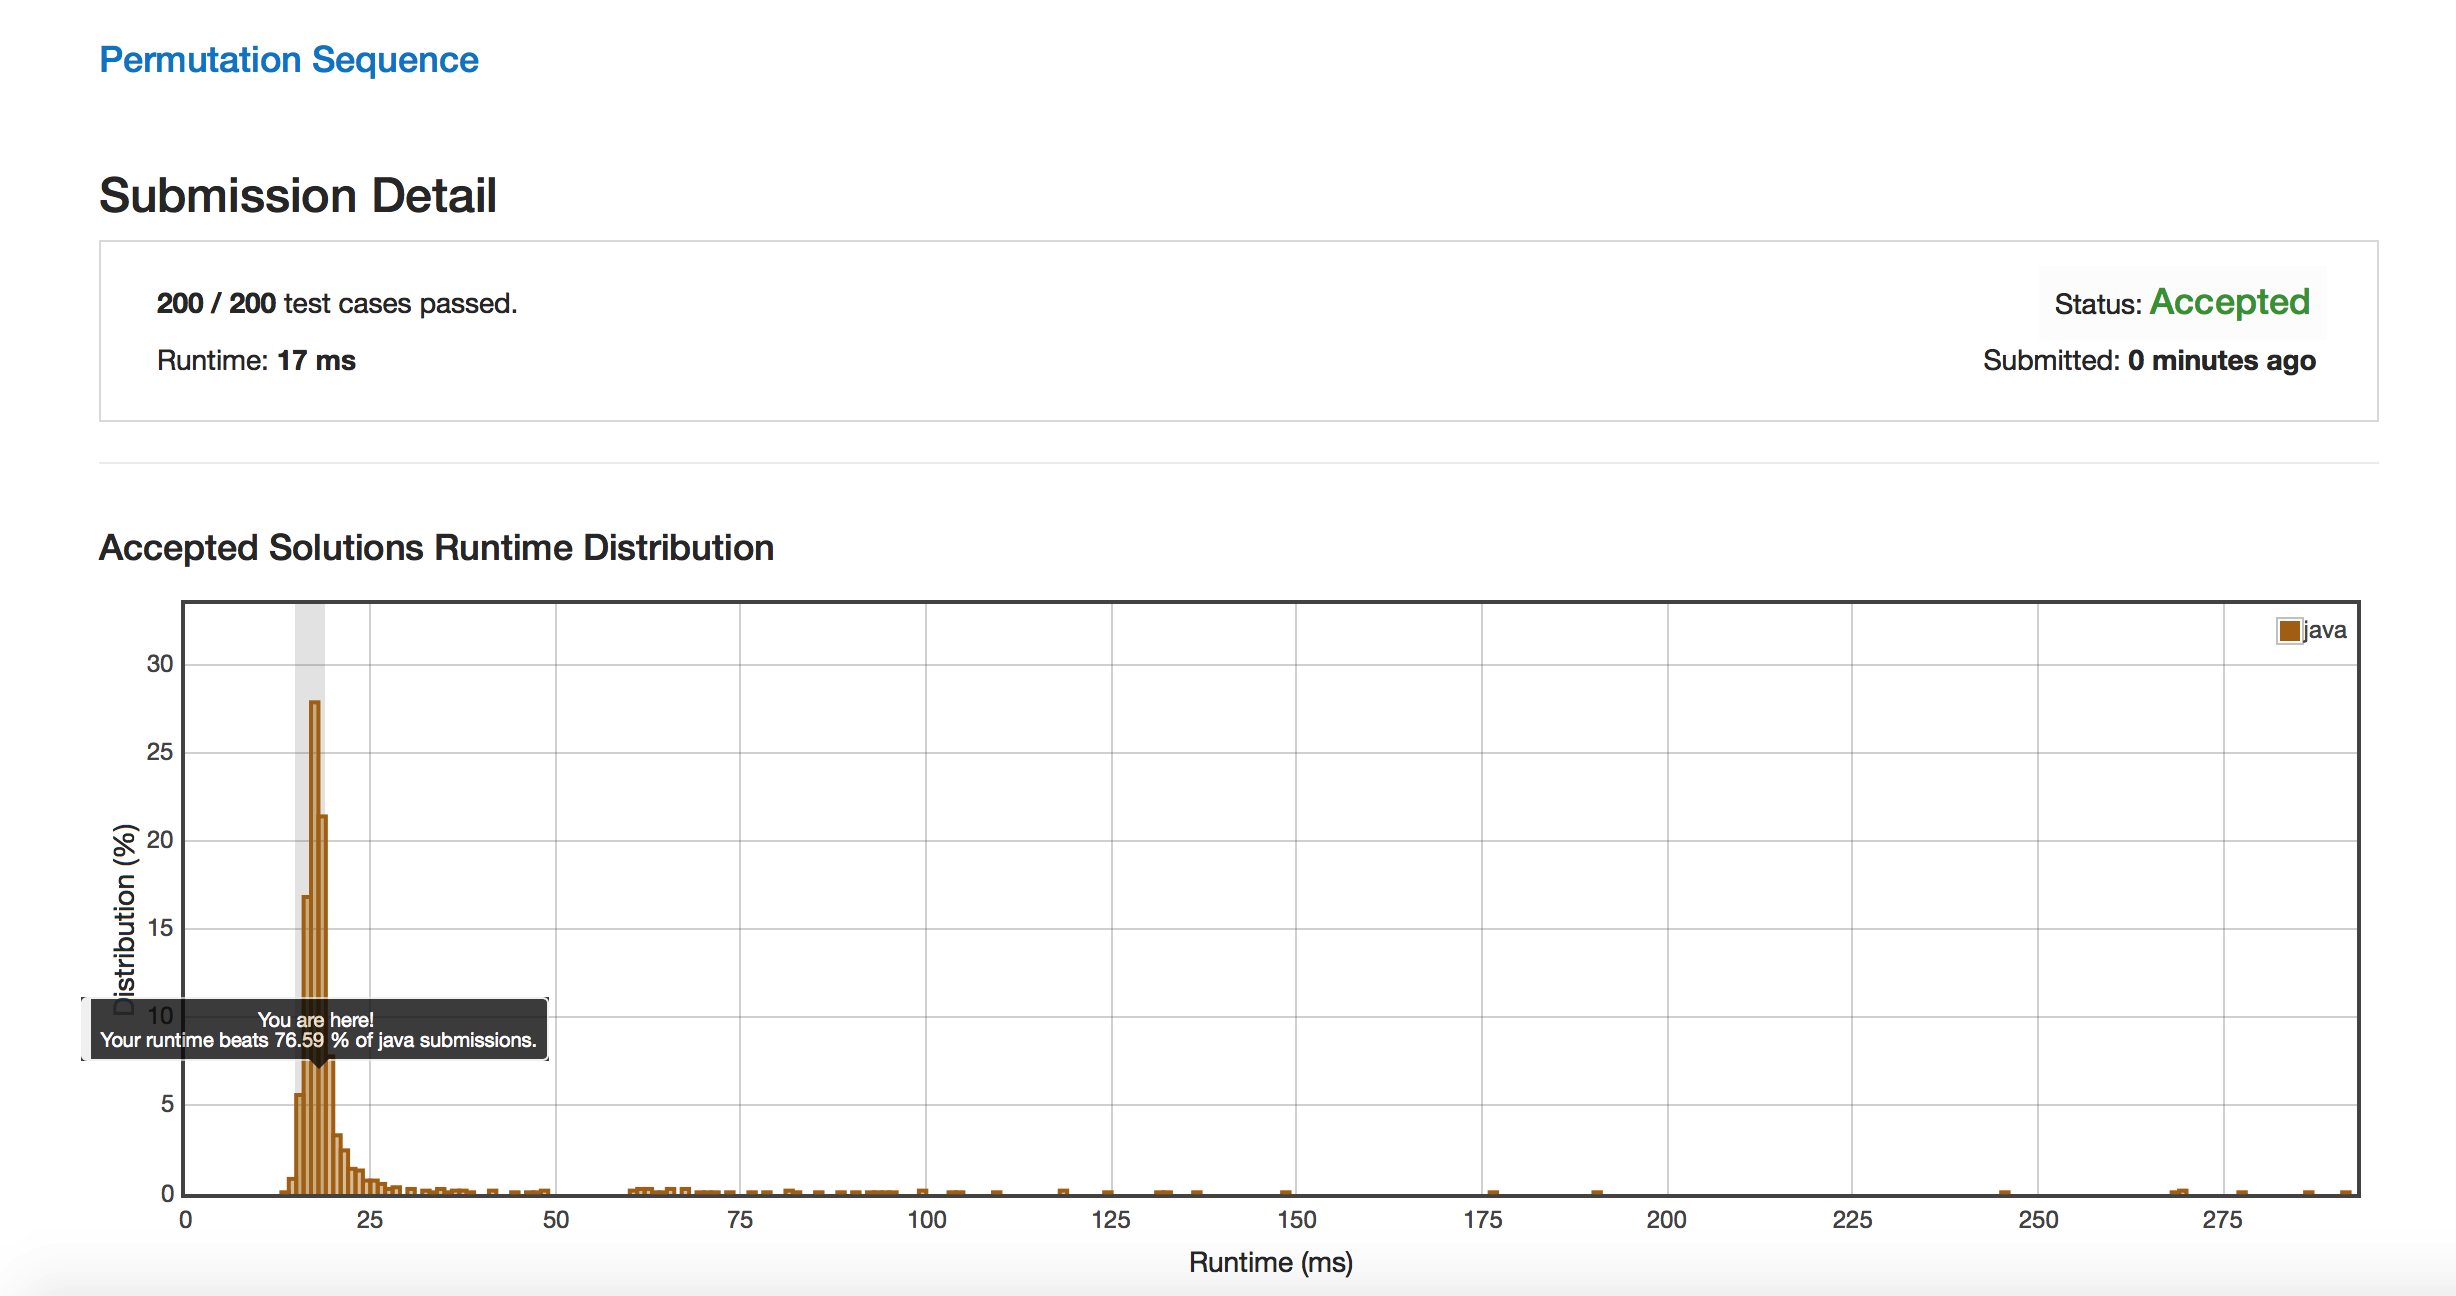 Permutation Sequence
Submission Detail
200 / 200 test cases passed.
Status: Accepted
Runtime: 17 ms
Submitted: 0 minutes ago
Accepted Solutions Runtime Distribution
java
30
25
20
15
10
5
0
Distribution (%)
You are here!
Your runtime beats 76.59 % of java submissions.
0 25 50 75 100 125 150 175 200 225 250 275
Runtime (ms)